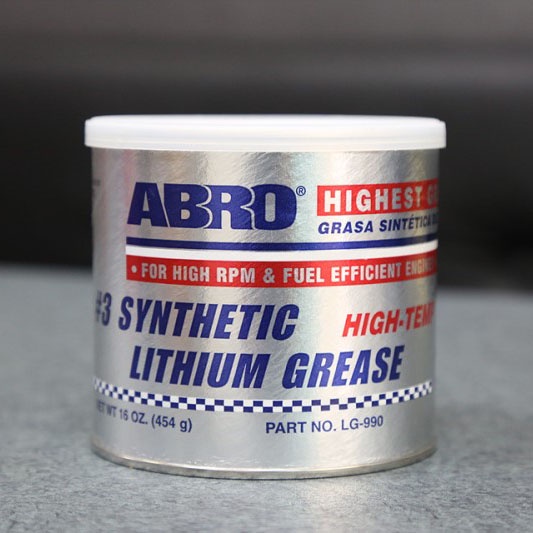 ABRO®
HIGHEST
GRASA SINTÉTICA
• FOR HIGH RPM & FUEL EFFICIENT
#3 SYNTHETIC
LITHIUM GREASE
HIGH-TEMP
NET WT 16 OZ. (454 g)
PART NO. LG-990